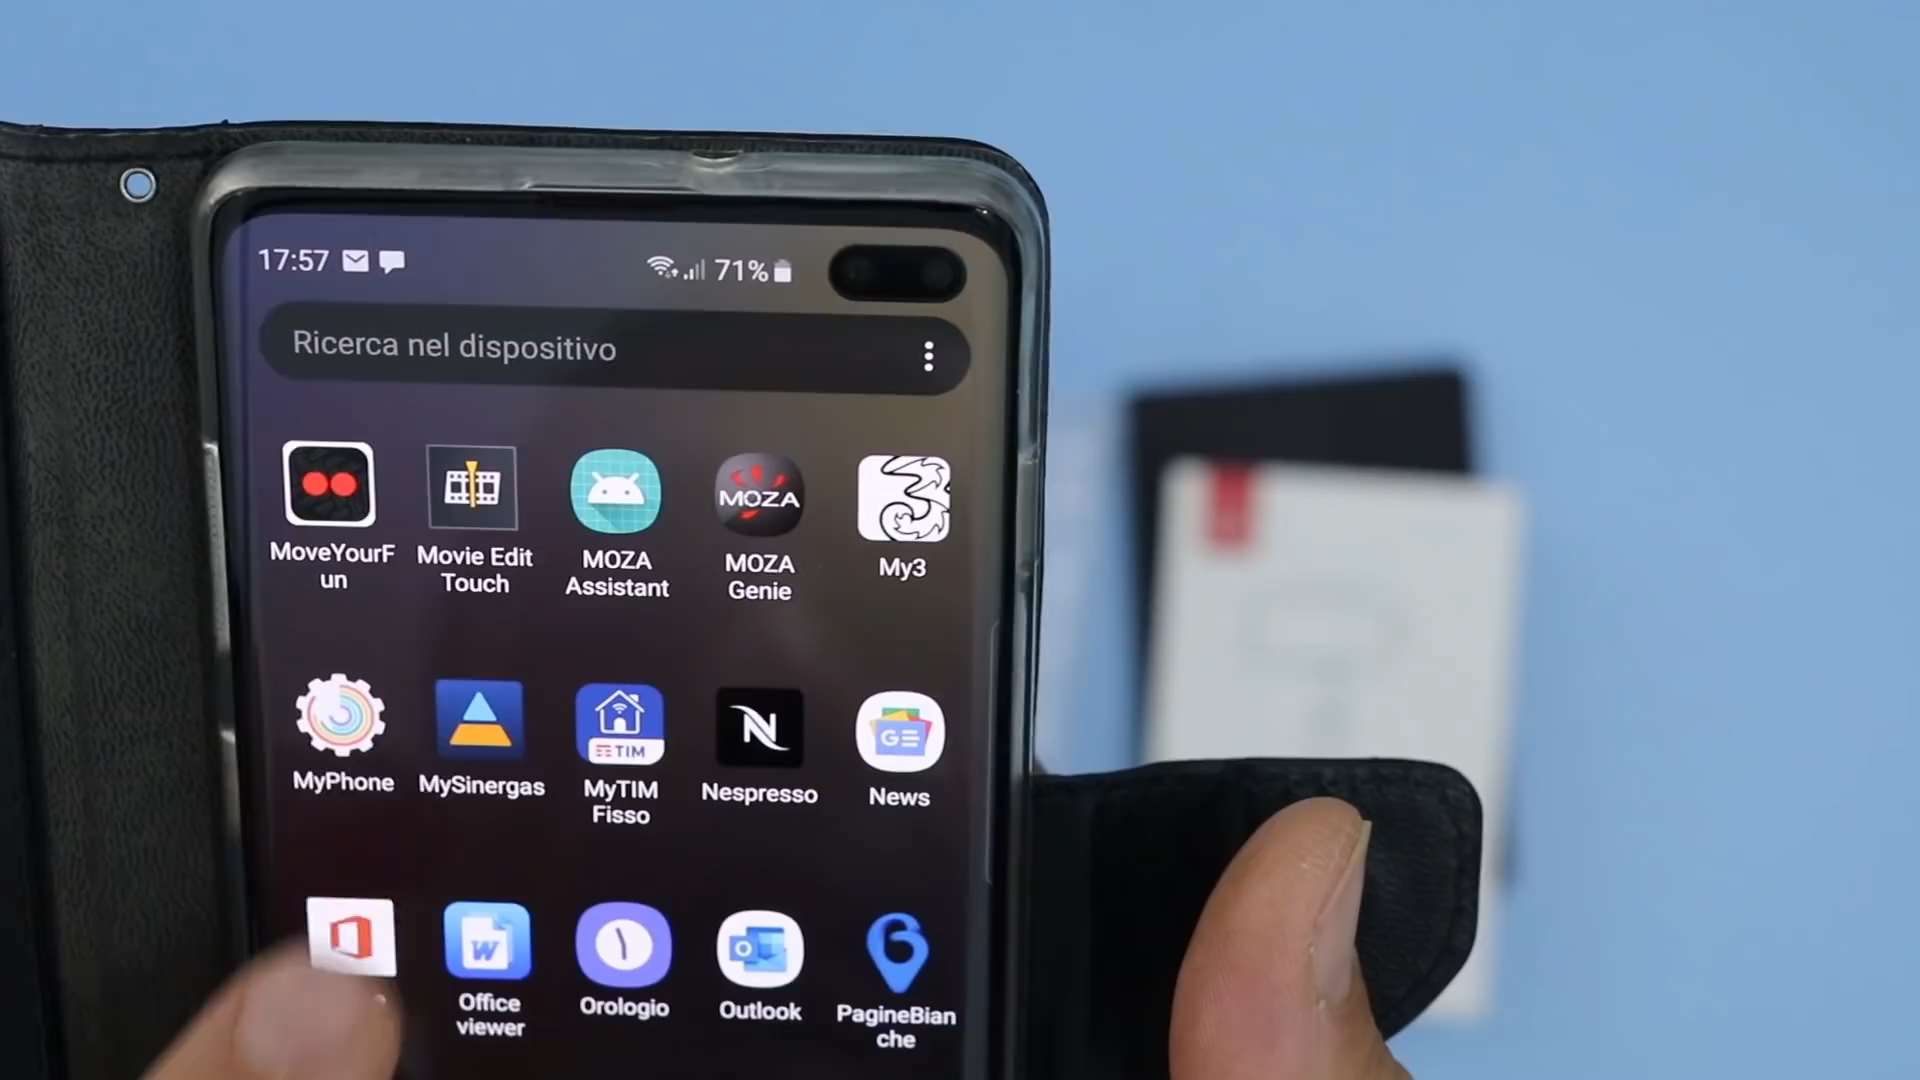 17:57
71%
Ricerca nel dispositivo
MOZA
MoveYourF
un
Movie Edit
Touch
MOZA
Assistant
MOZA
Genie
My3
TIM
N
GE
MyPhone
MySinergas
MyTIM
Fisso
Nespresso
News
W
O
Office
viewer
Orologio
Outlook
PagineBian
che